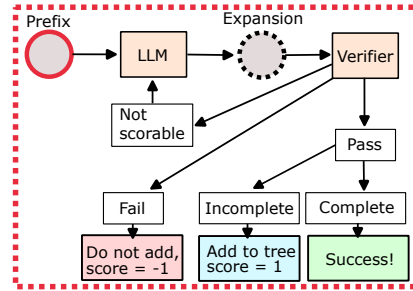 Prefix
Expansion
LLM
Verifier
Not
scorable
Pass
Fail
Incomplete
Complete
Do not add,
score = -1
Add to tree
score = 1
Success!